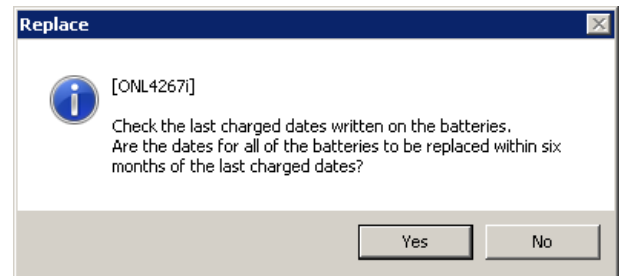 Replace
[ONL4267i]
Check the last charged dates written on the batteries.
Are the dates for all of the batteries to be replaced within six
months of the last charged dates?
Yes
No